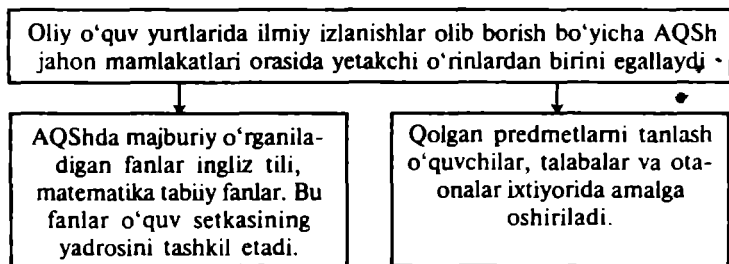 Oliy o‘quv yurtlarida ilmiy izlanishlar olib borish bo‘yicha AQSh
jahon mamlakatlari orasida yetakchi o‘rinlardan birini egallaydi
AQShda majburiy o‘rganila-
digan fanlar ingliz tili,
matematika tabiiy fanlar. Bu
fanlar o‘quv setkasining
yadrosini tashkil etadi.
Qolgan predmetlarni tanlash
o‘quvchilar, talabalar va ota-
onalar ixtiyorida amalga
oshiriladi.